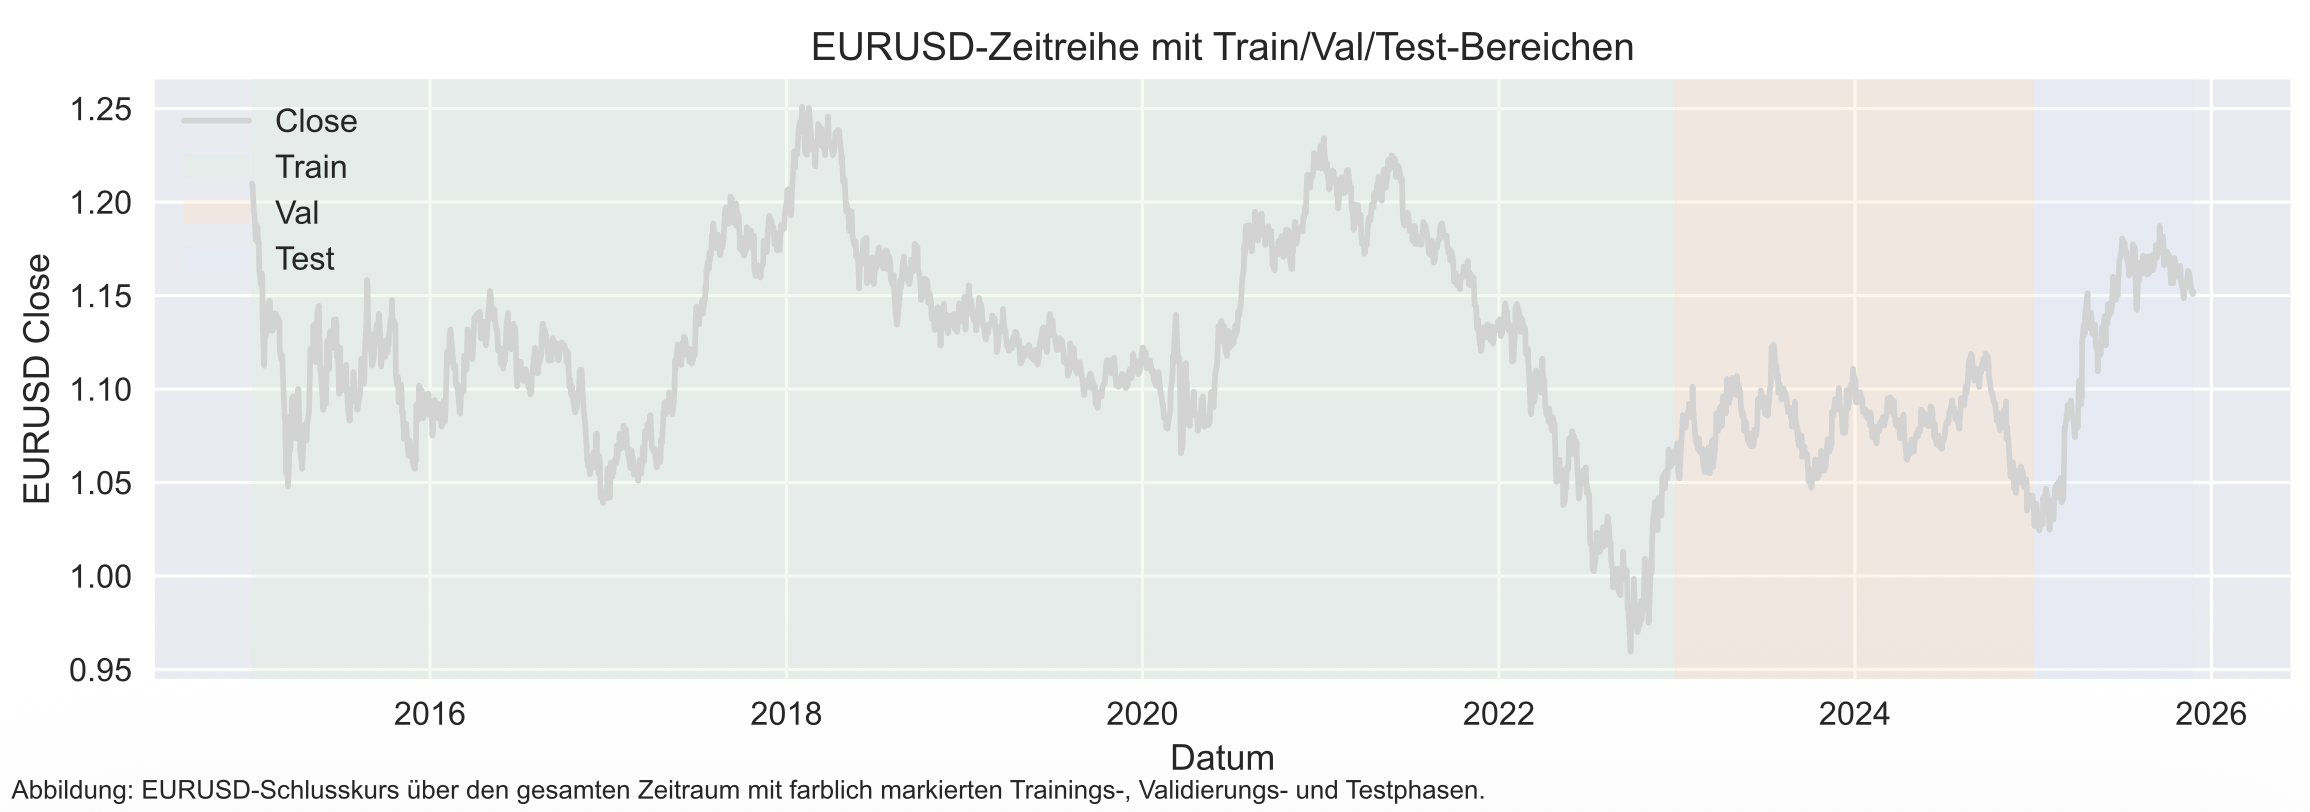 EURUSD-Zeitreihe mit Train/Val/Test-Bereichen
EURUSD Close
1.25
1.20
1.15
1.10
1.05
1.00
0.95
Close
Train
Val
Test
2016 2018 2020 2022 2024 2026
Datum
Abbildung: EURUSD-Schlusskurs über den gesamten Zeitraum mit farblich markierten Trainings-, Validierungs- und Testphasen.